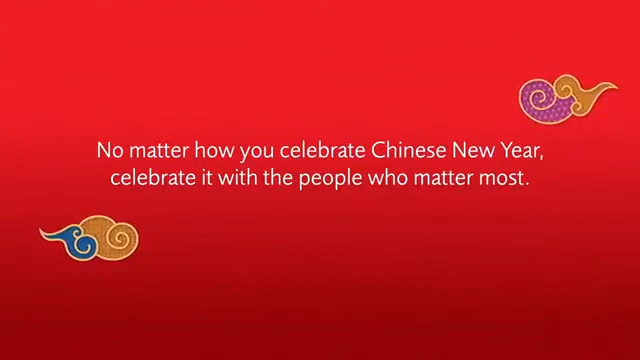 No matter how you celebrate Chinese New Year,
celebrate it with the people who matter most.